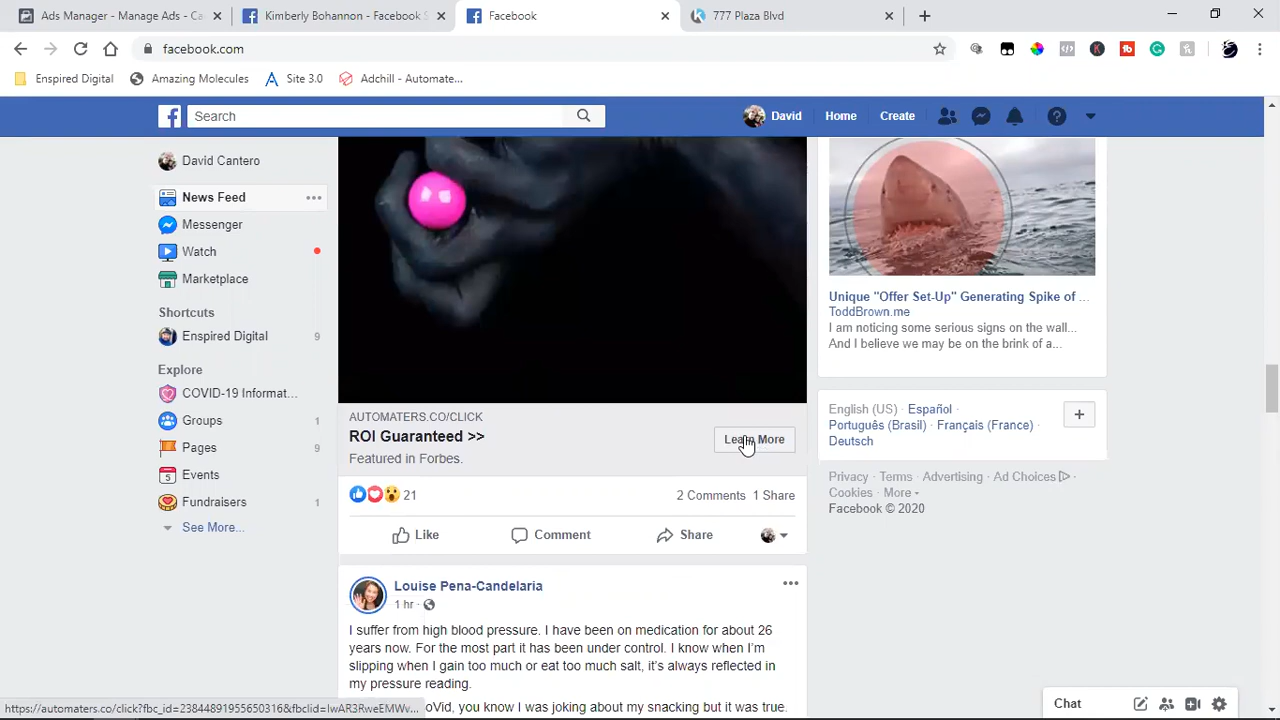 Ads Manager - Manage Ads - Ca
Kimberly Bohannon - Facebook S
Facebook
777 Plaza Blvd
facebook.com
Enspired Digital
Amazing Molecules
Site 3.0
Adchill - Automate...
Search
David
Home
Create
David Cantero
News Feed
Messenger
Watch
Marketplace
Shortcuts
Enspired Digital 9
Explore
COVID-19 Informat...
Groups 1
Pages 9
Events
Fundraisers 1
See More...
AUTOMATERS.CO/CLICK
ROI Guaranteed >>
Featured in Forbes.
Learn More
21
2 Comments 1 Share
Like
Comment
Share
Louise Pena-Candelaria
1 hr
I suffer from high blood pressure. I have been on medication for about 26
years now. For the most part it has been under control. I know when I'm
slipping when I gain too much or eat too much salt, it's always reflected in
my pressure reading.
oVid, you know I was joking about my snacking but it was true.
Unique "Offer Set-Up" Generating Spike of ...
ToddBrown.me
I am noticing some serious signs on the wall...
And I believe we may be on the brink of a...
English (US) · Español ·
Português (Brasil) · Français (France) ·
Deutsch
Privacy · Terms · Advertising · Ad Choices
Cookies · More
Facebook © 2020
Chat
https://automaters.co/click?fbc_id=23844891955650316&fbclid=IwAR3RweEMWv...